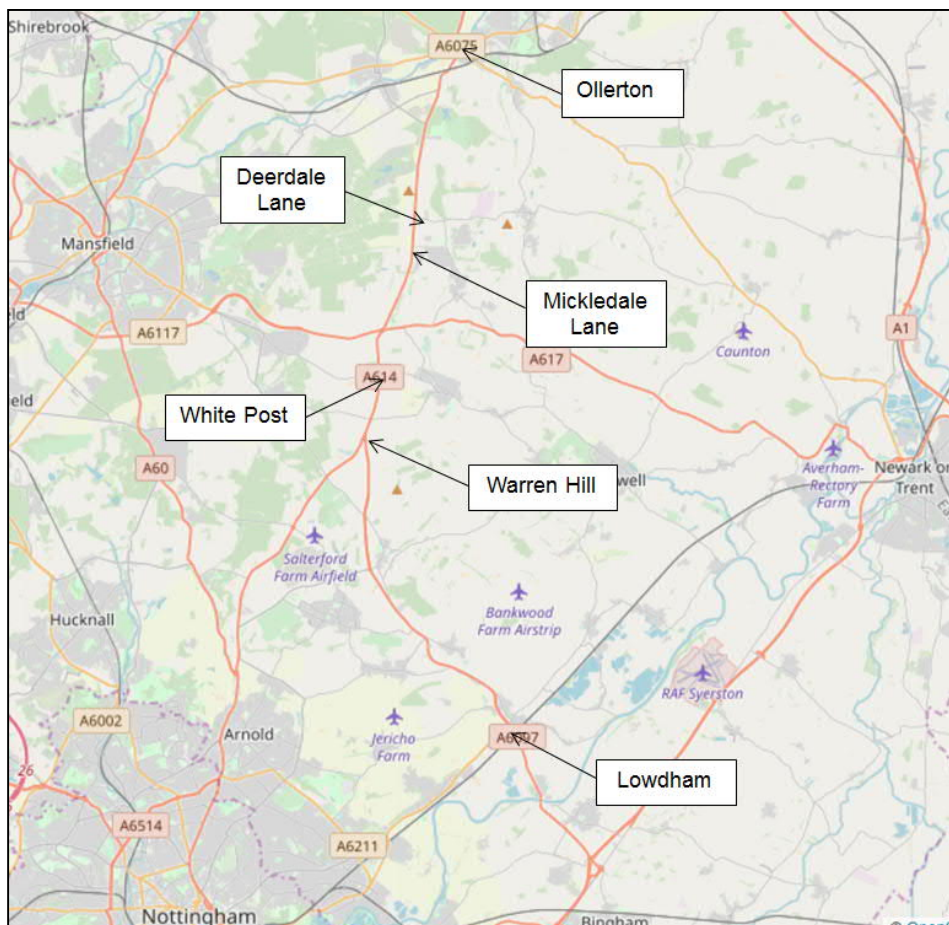 Shirebrook
A6075
Ollerton
Deerdale
Lane
Mansfield
Mickledale
Lane
A6117
A617
Caunton
A1
field
A614
White Post
A60
Warren Hill
well
Averham-
Rectory
Farm
Newark on
Trent
Salterford
Farm Airfield
Bankwood
Farm Airstrip
Hucknall
RAF Syerston
A6002
Arnold
Jericho
Farm
A6097
26
Lowdham
A6514
A6211
Nottingham
Bingham